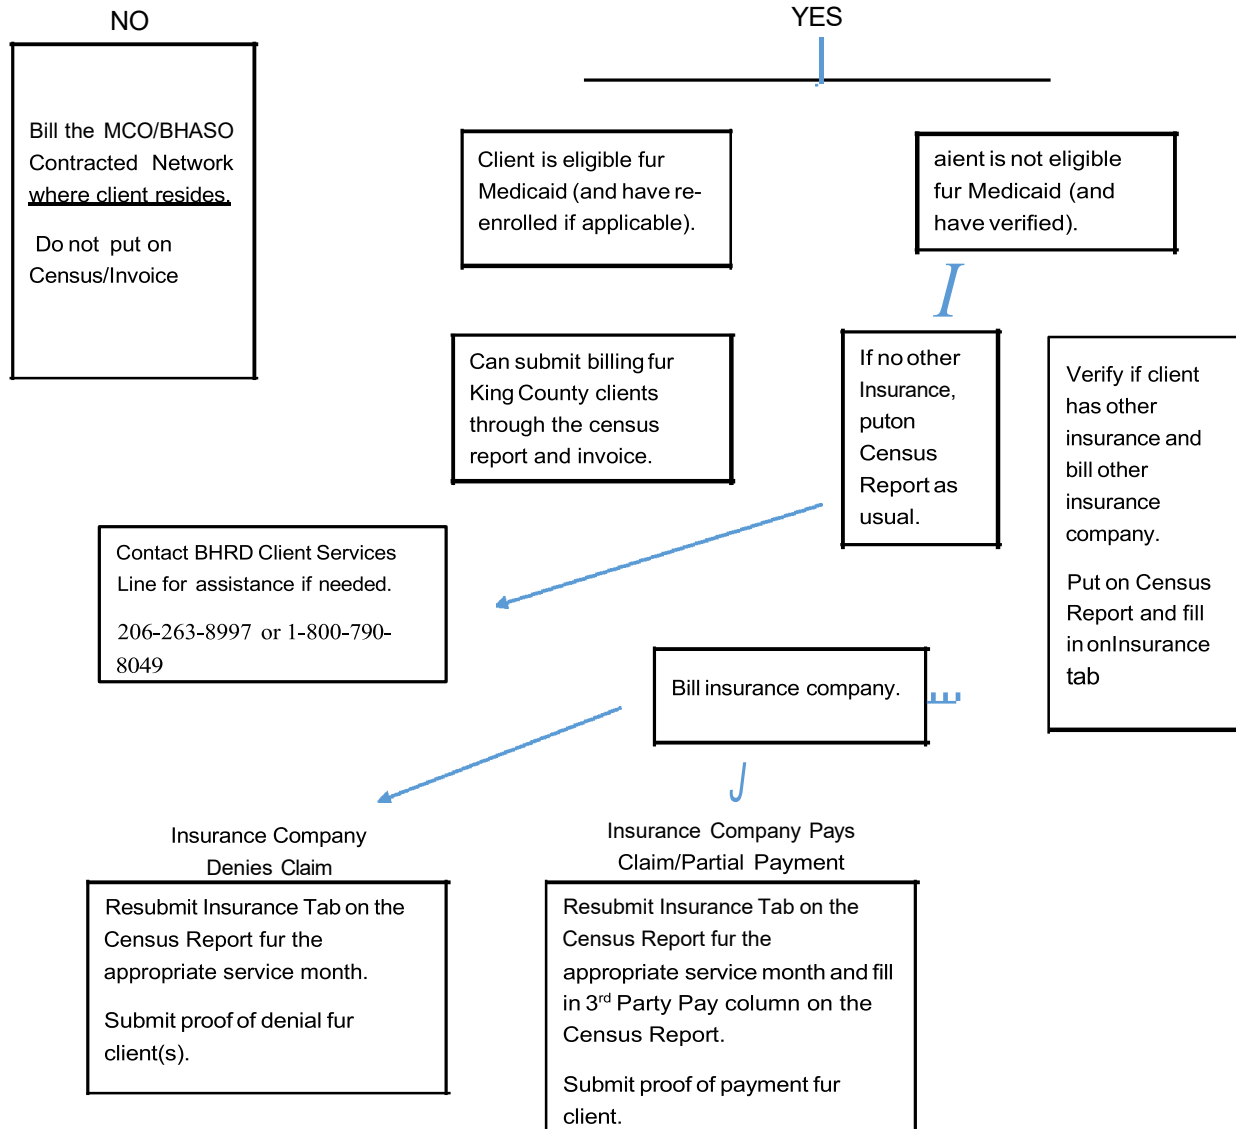 NO
YES
Bill the MCO/BHASO
Contracted Network
where client resides.
Do not put on
Census/Invoice
Client is eligible fur
Medicaid (and have re-
enrolled if applicable).
aient is not eligible
fur Medicaid (and
have verified).
I
Can submit billing fur
King County clients
through the census
report and invoice.
If no other
Insurance,
puton
Census
Report as
usual.
Verify if client
has other
insurance and
bill other
insurance
company.
Put on Census
Report and fill
in onInsurance
tab
Contact BHRD Client Services
Line for assistance if needed.
206-263-8997 or 1-800-790-
8049
Bill insurance company.
J
Insurance Company
Denies Claim
Resubmit Insurance Tab on the
Census Report fur the
appropriate service month.
Submit proof of denial fur
client(s).
Insurance Company Pays
Claim/Partial Payment
Resubmit Insurance Tab on the
Census Report fur the
appropriate service month and fill
in 3rd Party Pay column on the
Census Report.
Submit proof of payment fur
client.